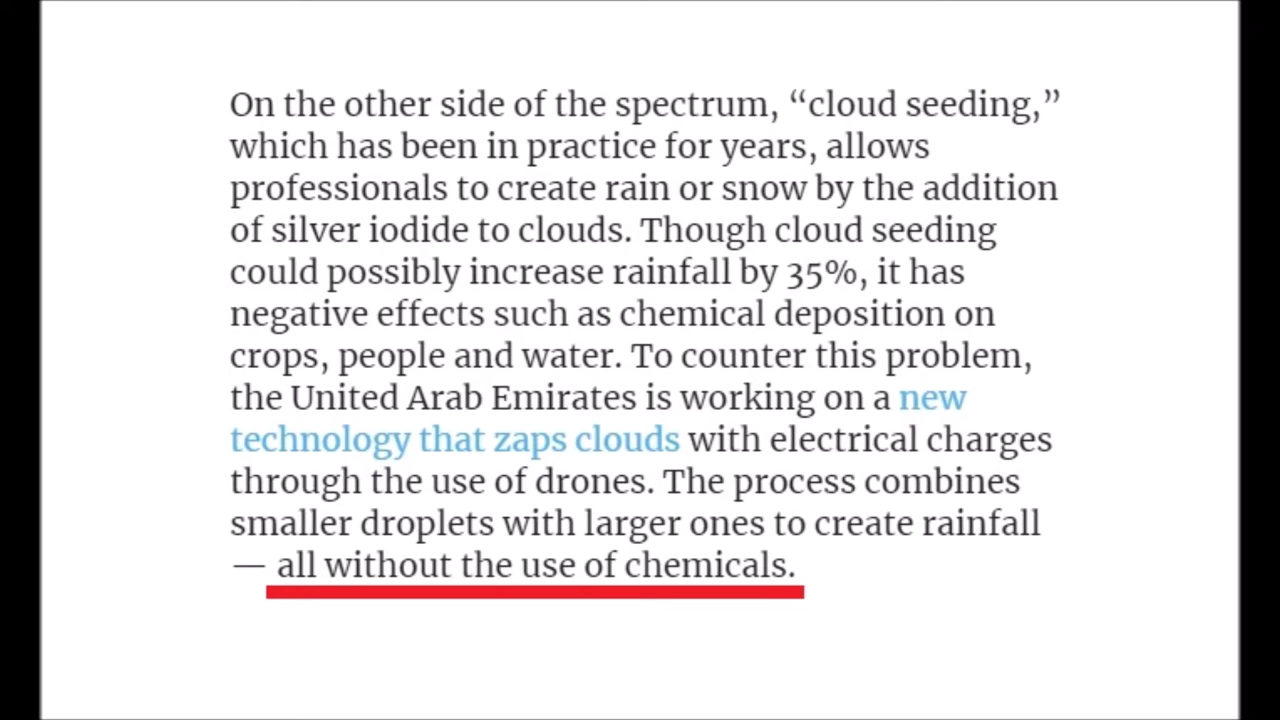 On the other side of the spectrum, “cloud seeding,”
which has been in practice for years, allows
professionals to create rain or snow by the addition
of silver iodide to clouds. Though cloud seeding
could possibly increase rainfall by 35%, it has
negative effects such as chemical deposition on
crops, people and water. To counter this problem,
the United Arab Emirates is working on a new
technology that zaps clouds with electrical charges
through the use of drones. The process combines
smaller droplets with larger ones to create rainfall
— all without the use of chemicals.